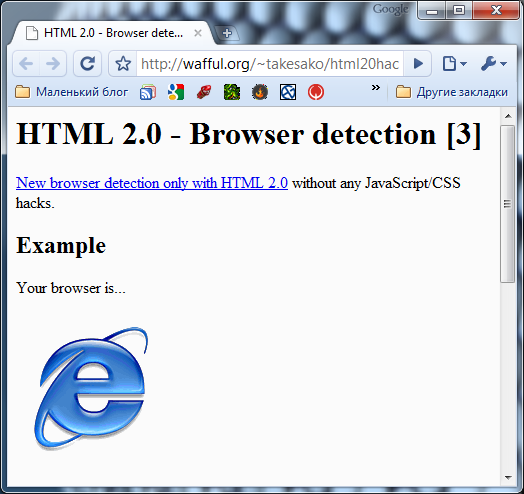 Google
HTML 2.0 - Browser dete...
http://wafful.org/~takesako/html20hac
Маленький блог
Другие закладки
HTML 2.0 - Browser detection [3]
New browser detection only with HTML 2.0 without any JavaScript/CSS
hacks.
Example
Your browser is...